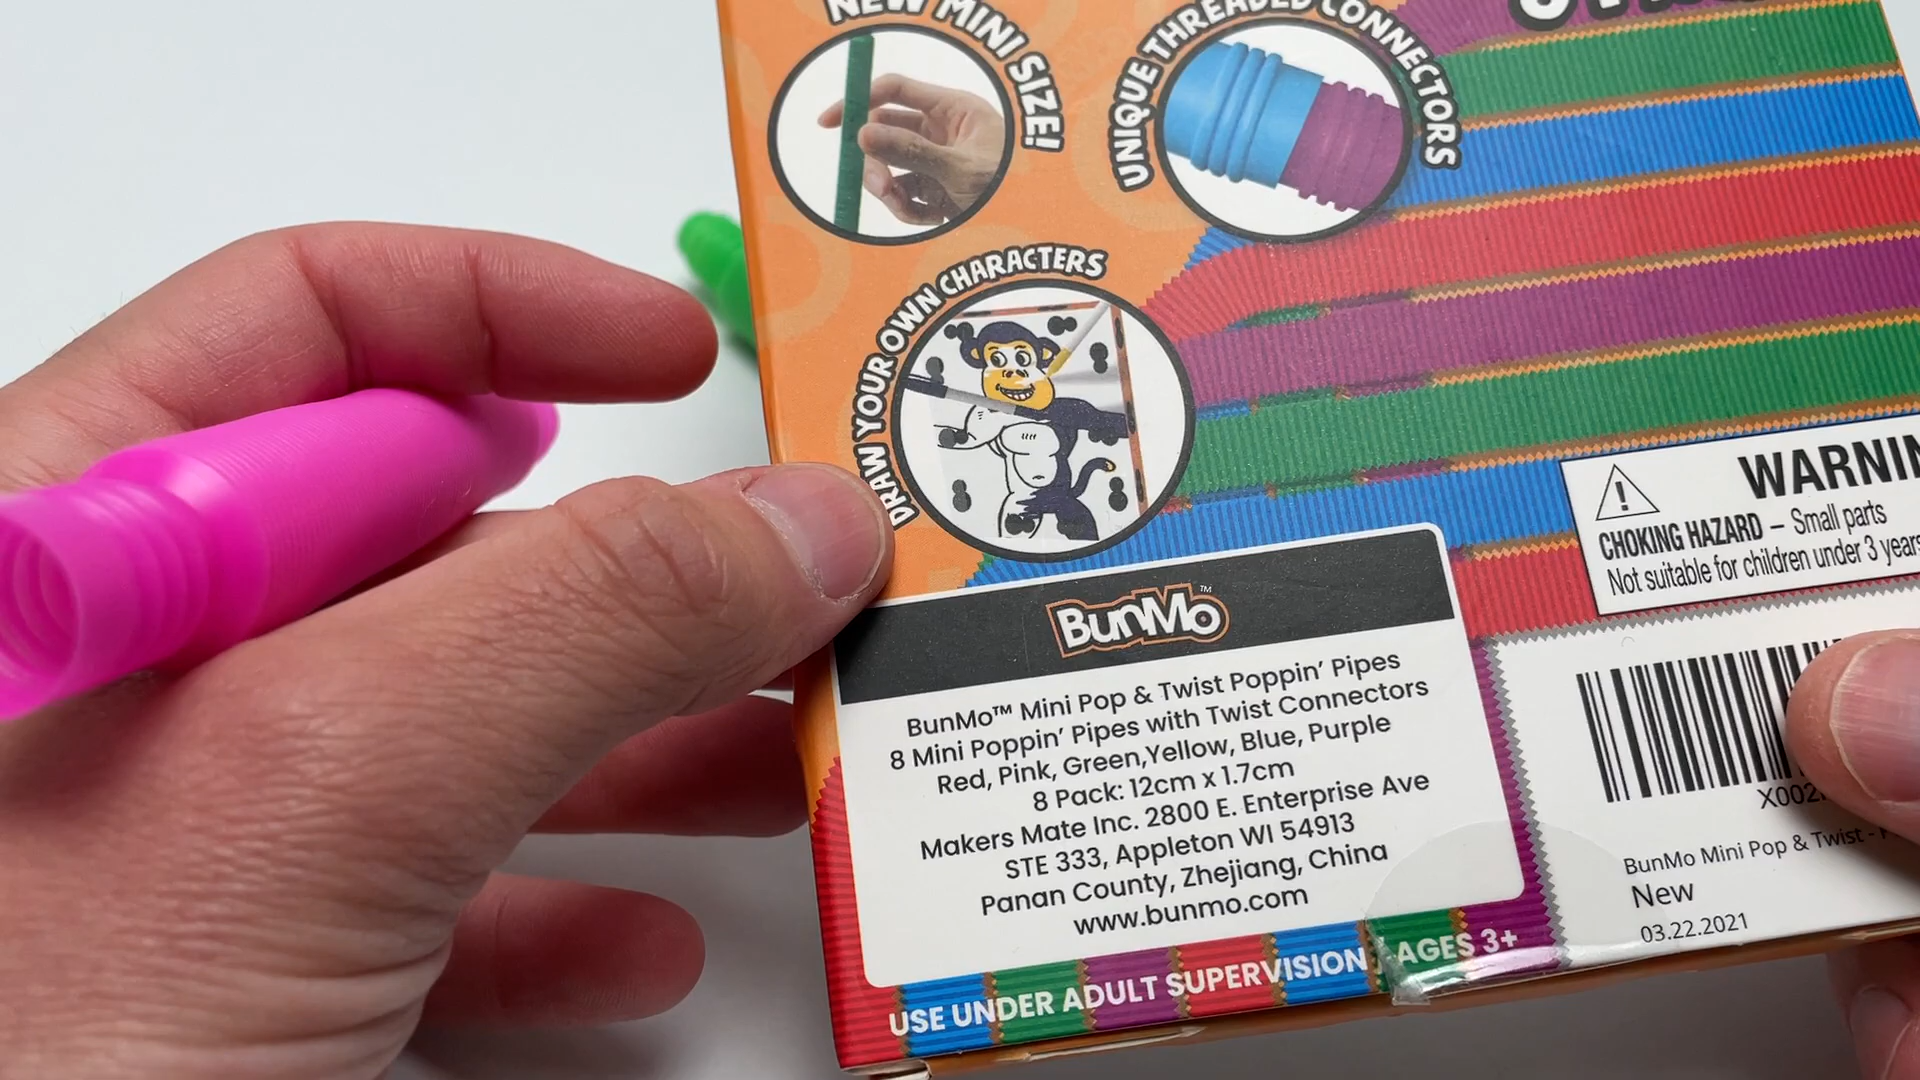 NEW MINI SIZE!
UNIQUE THREADED CONNECTORS
DRAW YOUR OWN CHARACTERS
CHOKING HAZARD – Small parts
Not suitable for children under 3 years
BunMo™
BunMo™ Mini Pop & Twist Poppin' Pipes
8 Mini Poppin' Pipes with Twist Connectors
Red, Pink, Green,Yellow, Blue, Purple
8 Pack: 12cm x 1.7cm
Makers Mate Inc. 2800 E. Enterprise Ave
STE 333, Appleton WI 54913
Panan County, Zhejiang, China
www.bunmo.com
BunMo Mini Pop & Twist -
New
03.22.2021
USE UNDER ADULT SUPERVISION AGES 3+